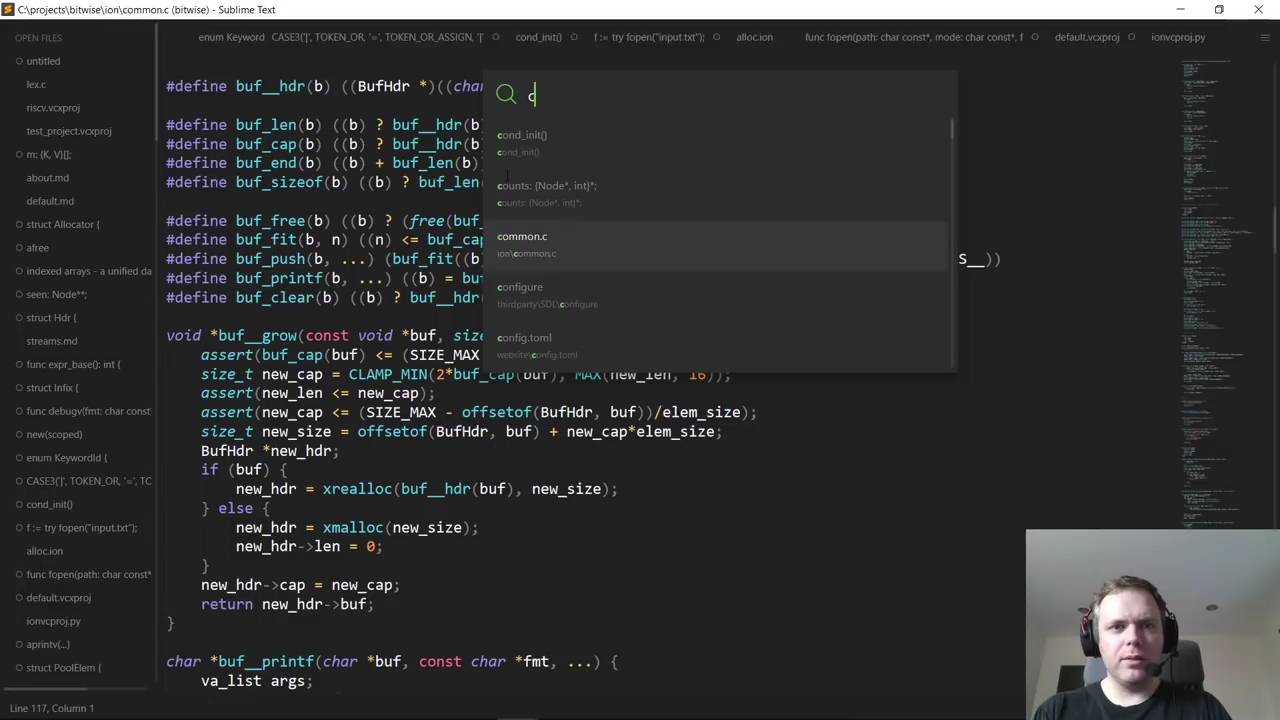 C:\projects\bitwise\ion\common.c (bitwise) - Sublime Text
OPEN FILES
untitled
lex.c
riscv.vcxproj
test_project.vcxproj
m: {K, V}[];
about.md
default.md
struct Allocator {
afree
indexed arrays - a unified da
seen: Node**;
struct Hdr {
streams.md
func expr_base(): int {
struct Infix {
func debugv(fmt: char const*
new(scoped)
enum KeywordId {
CASE3('|', TOKEN_OR, '=', TO
cond_init()
f := try fopen("input.txt");
alloc.ion
func fopen(path: char const*
default.vcxproj
ionvcproj.py
aprintv(...)
struct PoolElem {
enum Keyword CASE3('|', TOKEN_OR, '=', TOKEN_OR_ASSIGN, '|' cond_init() f := try fopen("input.txt"); alloc.ion func fopen(path: char const*, mode: char const*, f default.vcxproj ionvcproj.py
#define buf__hdr(b) ((BufHdr *)((char
#define buf_len(b) ((b) ? buf__hdr(b
#define buf_cap(b) ((b) ? buf__hdr(b
#define buf_end(b) ((b) + buf_len(b)
#define buf_sizeof(b) ((b) ? buf_len
#define buf_free(b) ((b) ? (free(buf
#define buf_fit(b, n) ((n) <= buf_cap
#define buf_push(b, ...) (buf_fit((b S__))
#define buf_printf(b, ...) ((b) = bu
#define buf_clear(b) ((b) ? buf__hdr
c
cond_init()
cond_init()
counts: {Node*, int}*;
counts: {Node*, int}*;
common.c
ion\common.c
configure
thirdparty\SDL\configure
config.toml
website\config.toml
void *buf__grow(const void *buf, size
assert(buf_cap(buf) <= (SIZE_MAX
size_t new_cap = CLAMP_MIN(2*buf_cap(buf), MAX(new_len, 16));
assert(new_len <= new_cap);
assert(new_cap <= (SIZE_MAX - offsetof(BufHdr, buf))/elem_size);
size_t new_size = offsetof(BufHdr, buf) + new_cap*elem_size;
BufHdr *new_hdr;
if (buf) {
new_hdr = xrealloc(buf__hdr(buf), new_size);
} else {
new_hdr = xmalloc(new_size);
new_hdr->len = 0;
}
new_hdr->cap = new_cap;
return new_hdr->buf;
}
char *buf__printf(char *buf, const char *fmt, ...) {
va_list args;
Line 117, Column 1